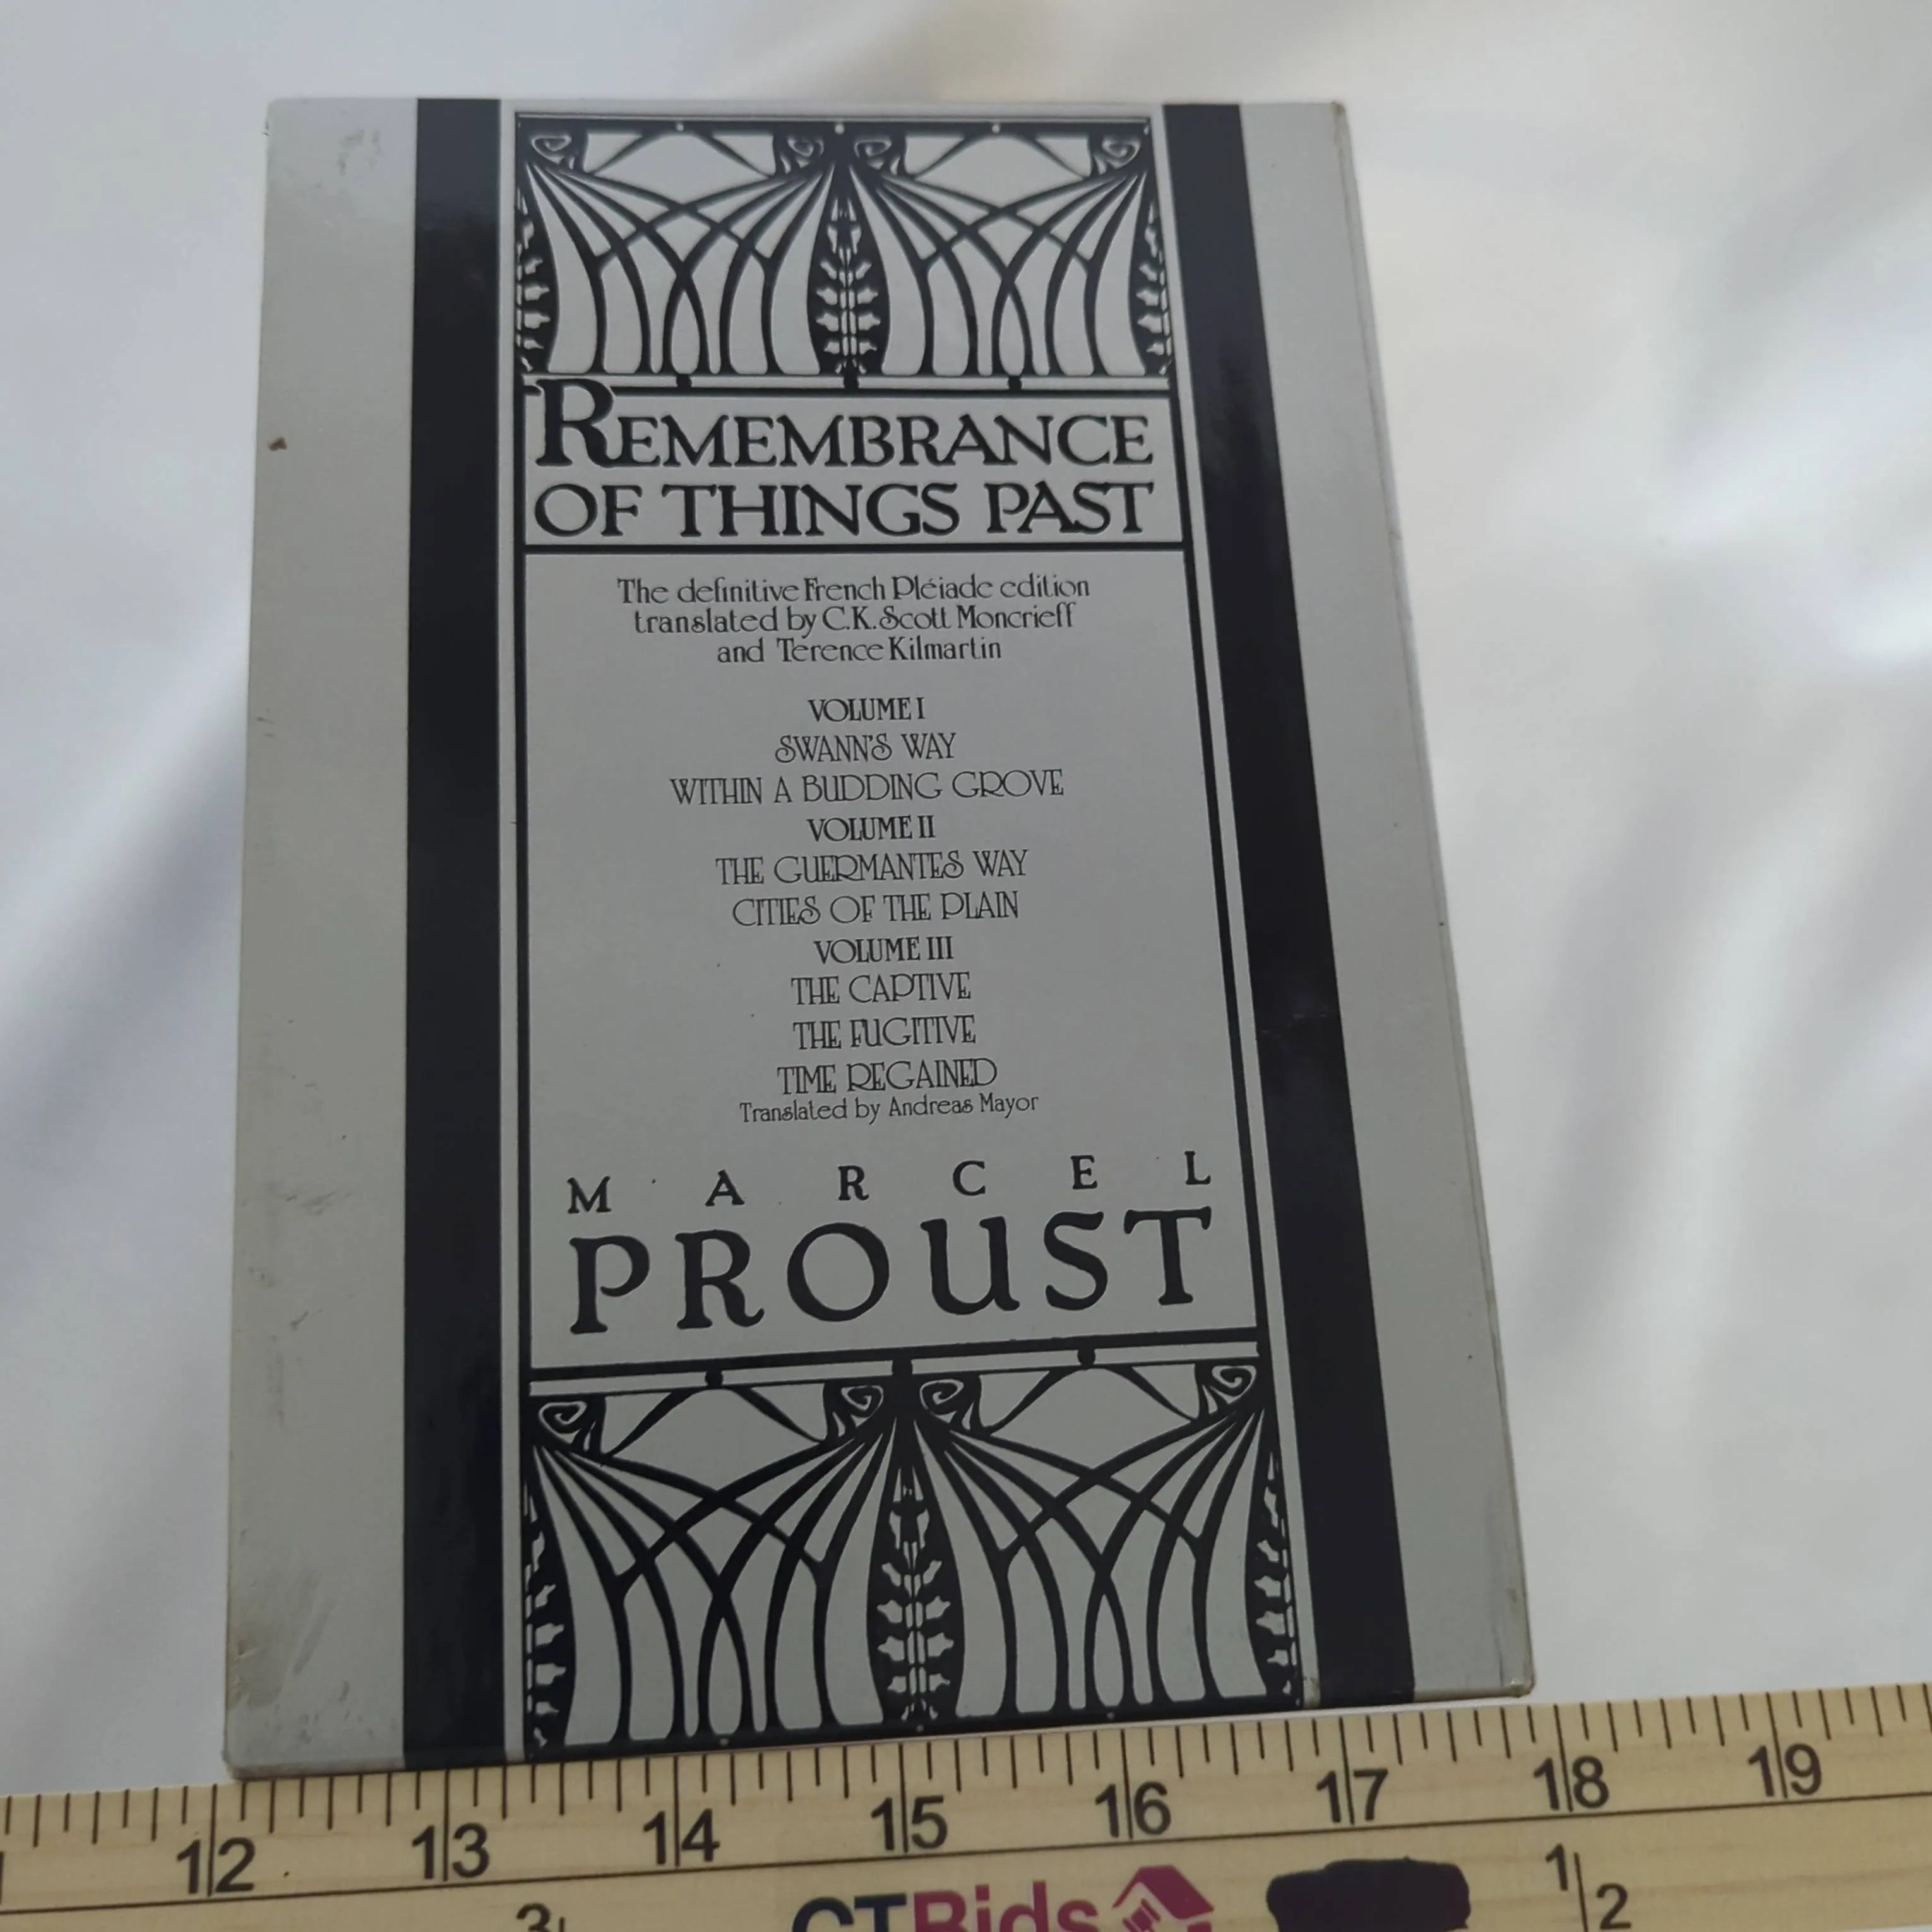 REMEMBRANCE
OF THINGS PAST
The definitive French Pléiade edition
translated by C.K. Scott Moncrieff
and Terence Kilmartin
VOLUME I
SWANN'S WAY
WITHIN A BUDDING GROVE
VOLUME II
THE GUERMANTES WAY
CITIES OF THE PLAIN
VOLUME III
THE CAPTIVE
THE FUGITIVE
TIME REGAINED
Translated by Andreas Mayor
MARCEL
PROUST
12 13 14 15 16 17 18 19
CTBids
1/2